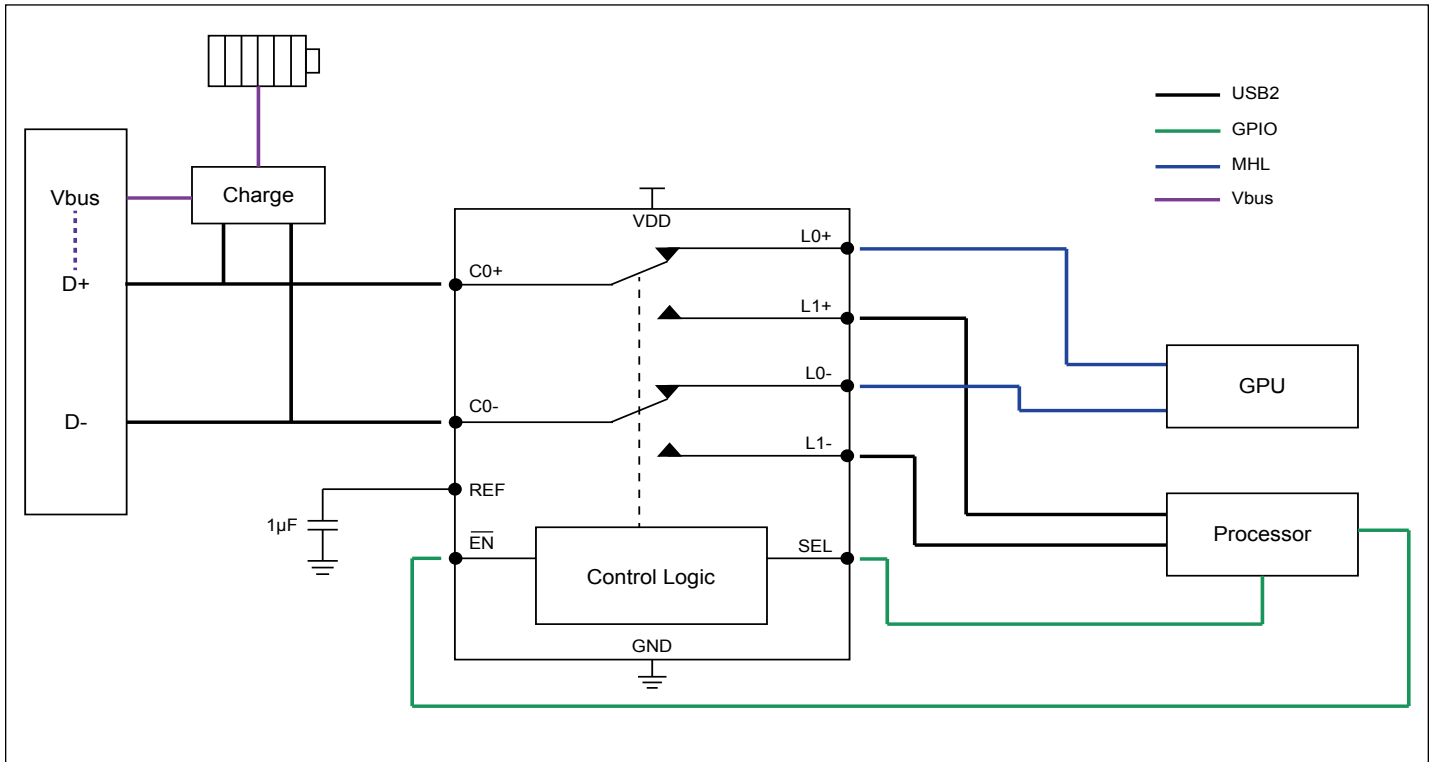 USB2
GPIO
MHL
Vbus
Vbus
Charge
D+
D-
VDD
C0+
L0+
L1+
C0-
L0-
L1-
REF
1µF
EN
SEL
Control Logic
GND
GPU
Processor